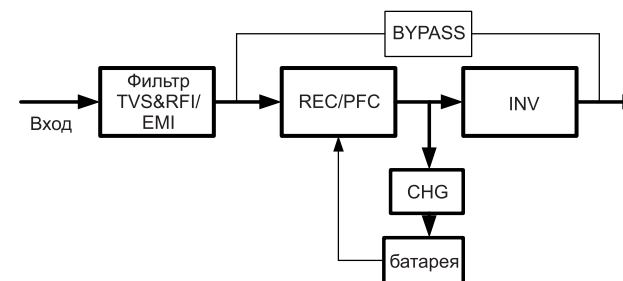 BYPASS
Фильтр
TVS&RFI/
EMI
REC/PFC
INV
Вход
CHG
батарея